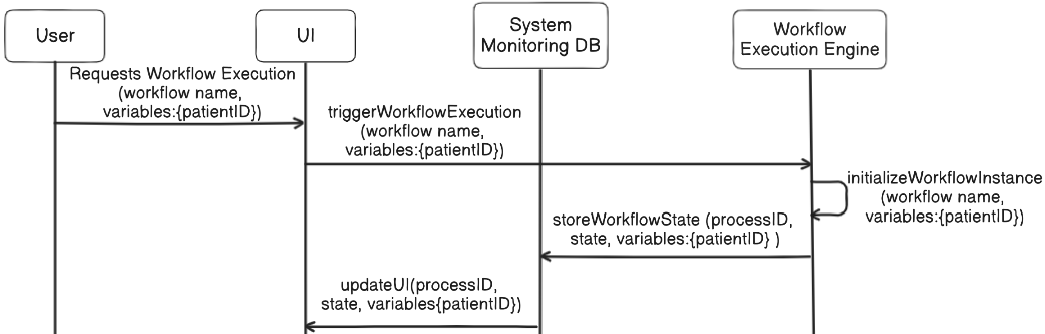 User
UI
System
Monitoring DB
Workflow
Execution Engine
Requests Workflow Execution
(workflow name,
variables:{patientID})
triggerWorkflowExecution
(workflow name,
variables:{patientID})
initializeWorkflowInstance
(workflow name,
variables:{patientID})
storeWorkflowState (processID,
state, variables:{patientID} )
updateUI(processID,
state, variables{patientID})